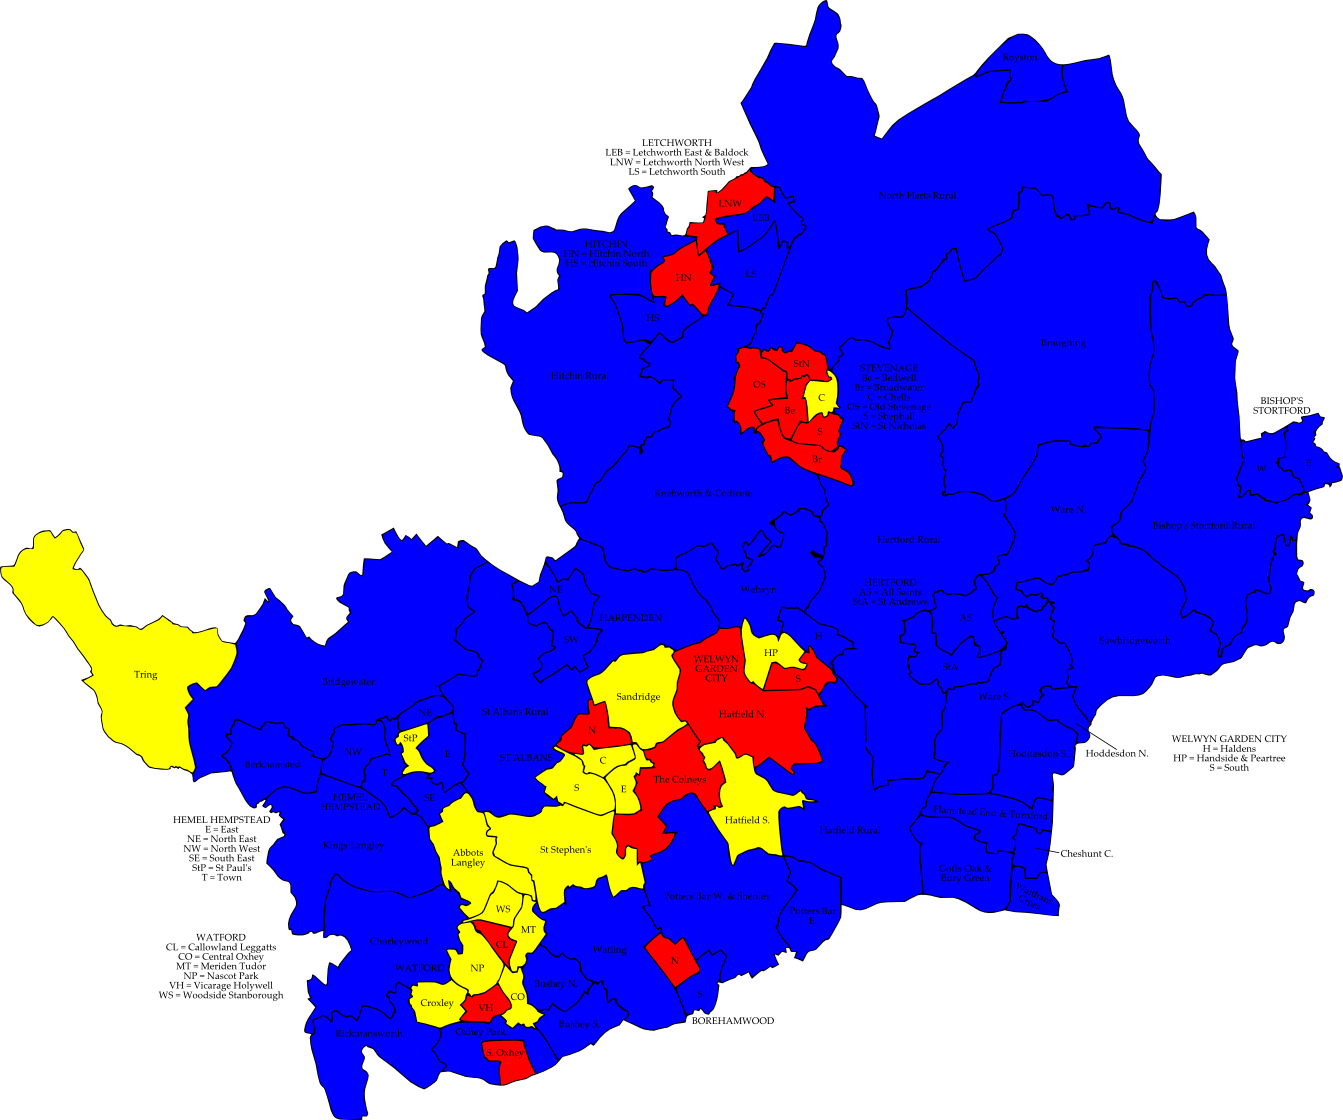 Royston
LETCHWORTH
LEB = Letchworth East & Baldock
LNW = Letchworth North West
LS = Letchworth South
North Herts Rural
LNW
LEB
HITCHIN
HN = Hitchin North
HS = Hitchin South
LS
HN
HS
Braughing
StN
STEVENAGE
Be = Bedwell
Br = Broadwater
C = Chells
OS = Old Stevenage
S = Shephall
StN = St Nicholas
Hitchin Rural
OS
C
Be
S
Br
BISHOP'S
STORTFORD
W
E
Knebworth & Codicote
Ware N.
Bishop's Stortford Rural
Hertford Rural
HERTFORD
AS = All Saints
StA = St Andrews
NE
Welwyn
HARPENDEN
AS
SW
H
Sawbridgeworth
HP
WELWYN
GARDEN
CITY
StA
Tring
S
Bridgewater
Sandridge
Ware S.
NE
St Albans Rural
Hatfield N.
N
StP
WELWYN GARDEN CITY
H = Haldens
HP = Handside & Peartree
S = South
NW
E
ST ALBANS
C
Hoddesdon S.
Hoddesdon N.
Berkhamsted
T
The Colneys
S
E
HEMEL
HEMPSTEAD
SE
Flamstead End & Turnford
HEMEL HEMPSTEAD
E = East
NE = North East
NW = North West
SE = South East
StP = St Paul's
T = Town
Hatfield S.
Hatfield Rural
Kings Langley
Abbots
Langley
St Stephen's
Cheshunt C.
Goffs Oak &
Bury Green
Waltham
Cross
Potters Bar W. & Shenley
Potters Bar
E.
WS
MT
WATFORD
CL = Callowland Leggatts
CO = Central Oxhey
MT = Meriden Tudor
NP = Nascot Park
VH = Vicarage Holywell
WS = Woodside Stanborough
Chorleywood
CL
Watling
N
WATFORD
NP
Bushey N.
CO
S
Croxley
VH
BOREHAMWOOD
Bushey S.
Rickmansworth
Oxhey Park
S. Oxhey